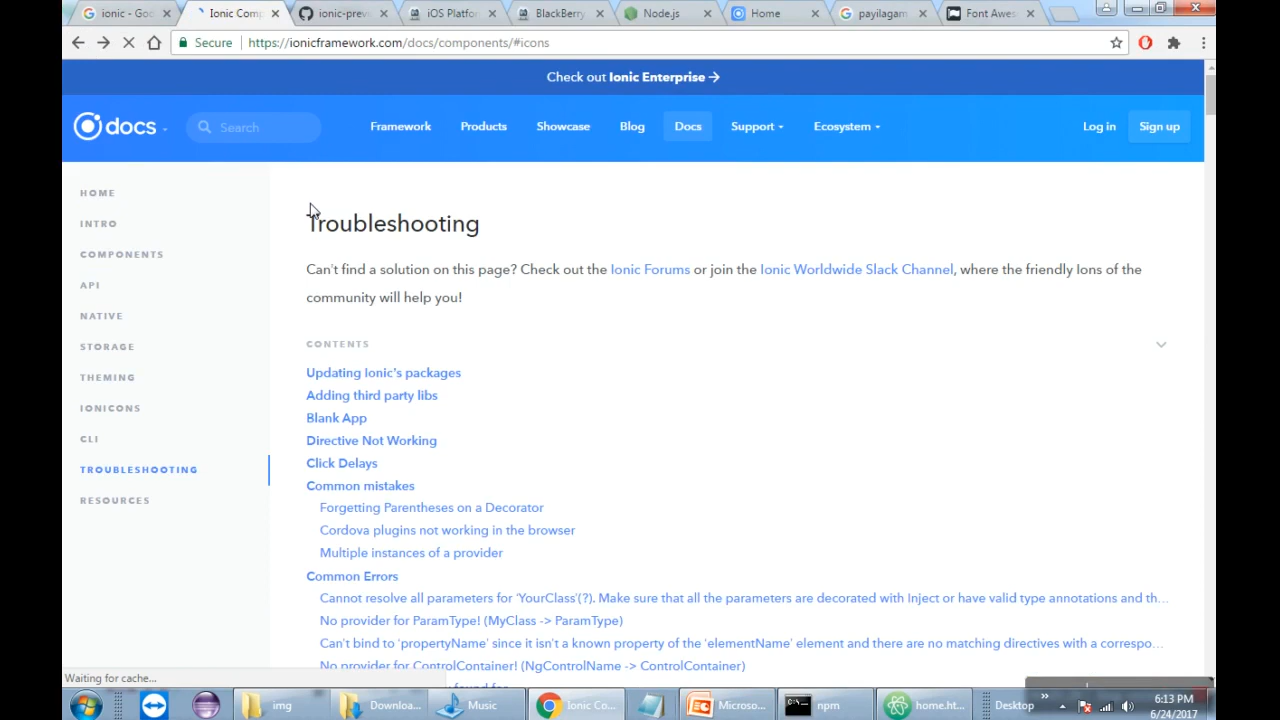 ionic - God
Ionic Comp
ionic-prev
iOS Platfor
BlackBerry
Node.js
Home
payilagam
Font Awes
Secure
https://ionicframework.com/docs/components/#icons
Check out Ionic Enterprise →
docs
Search
Framework
Products
Showcase
Blog
Docs
Support
Ecosystem
Log in
Sign up
HOME
INTRO
COMPONENTS
API
NATIVE
STORAGE
THEMING
IONICONS
CLI
TROUBLESHOOTING
RESOURCES
Troubleshooting
Can't find a solution on this page? Check out the Ionic Forums or join the Ionic Worldwide Slack Channel, where the friendly Ions of the
community will help you!
CONTENTS
Updating Ionic's packages
Adding third party libs
Blank App
Directive Not Working
Click Delays
Common mistakes
Forgetting Parentheses on a Decorator
Cordova plugins not working in the browser
Multiple instances of a provider
Common Errors
Cannot resolve all parameters for 'YourClass'(?). Make sure that all the parameters are decorated with Inject or have valid type annotations and th...
No provider for ParamType! (MyClass -> ParamType)
Can't bind to 'propertyName' since it isn't a known property of the 'elementName' element and there are no matching directives with a correspo...
No provider for ControlContainer! (NgControlName -> ControlContainer)
Waiting for cache...
img
Downloa...
Music
Ionic Co...
Microso...
npm
home.ht...
Desktop
6:13 PM
6/24/2017